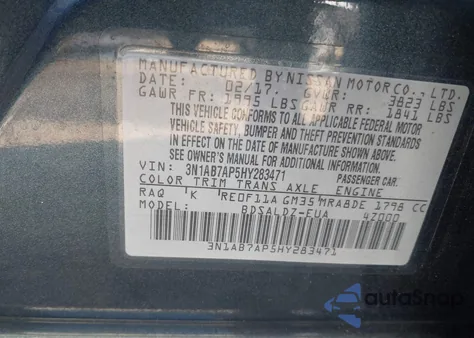 MANUFACTURED BY NISSAN MOTOR CO., LTD.
DATE: 02/17. GVWR: 3823 LBS
GAWR FR: 1995 LBS GAWR RR: 1841 LBS
THIS VEHICLE CONFORMS TO ALL APPLICABLE FEDERAL MOTOR
VEHICLE SAFETY, BUMPER AND THEFT PREVENTION STANDARDS
IN EFFECT ON THE DATE OF MANUFACTURE SHOWN ABOVE.
SEE OWNER'S MANUAL FOR ADDITIONAL INFORMATION.
VIN: 3N1AB7AP5HY283471 PASSENGER CAR.
COLOR TRIM TRANS AXLE ENGINE
RAQ K RE0F11A GM35 MRA8DE 1798 CC
MODEL: BDSALDZ-EUA 4Z000
3N1AB7AP5HY283471
autoSnap